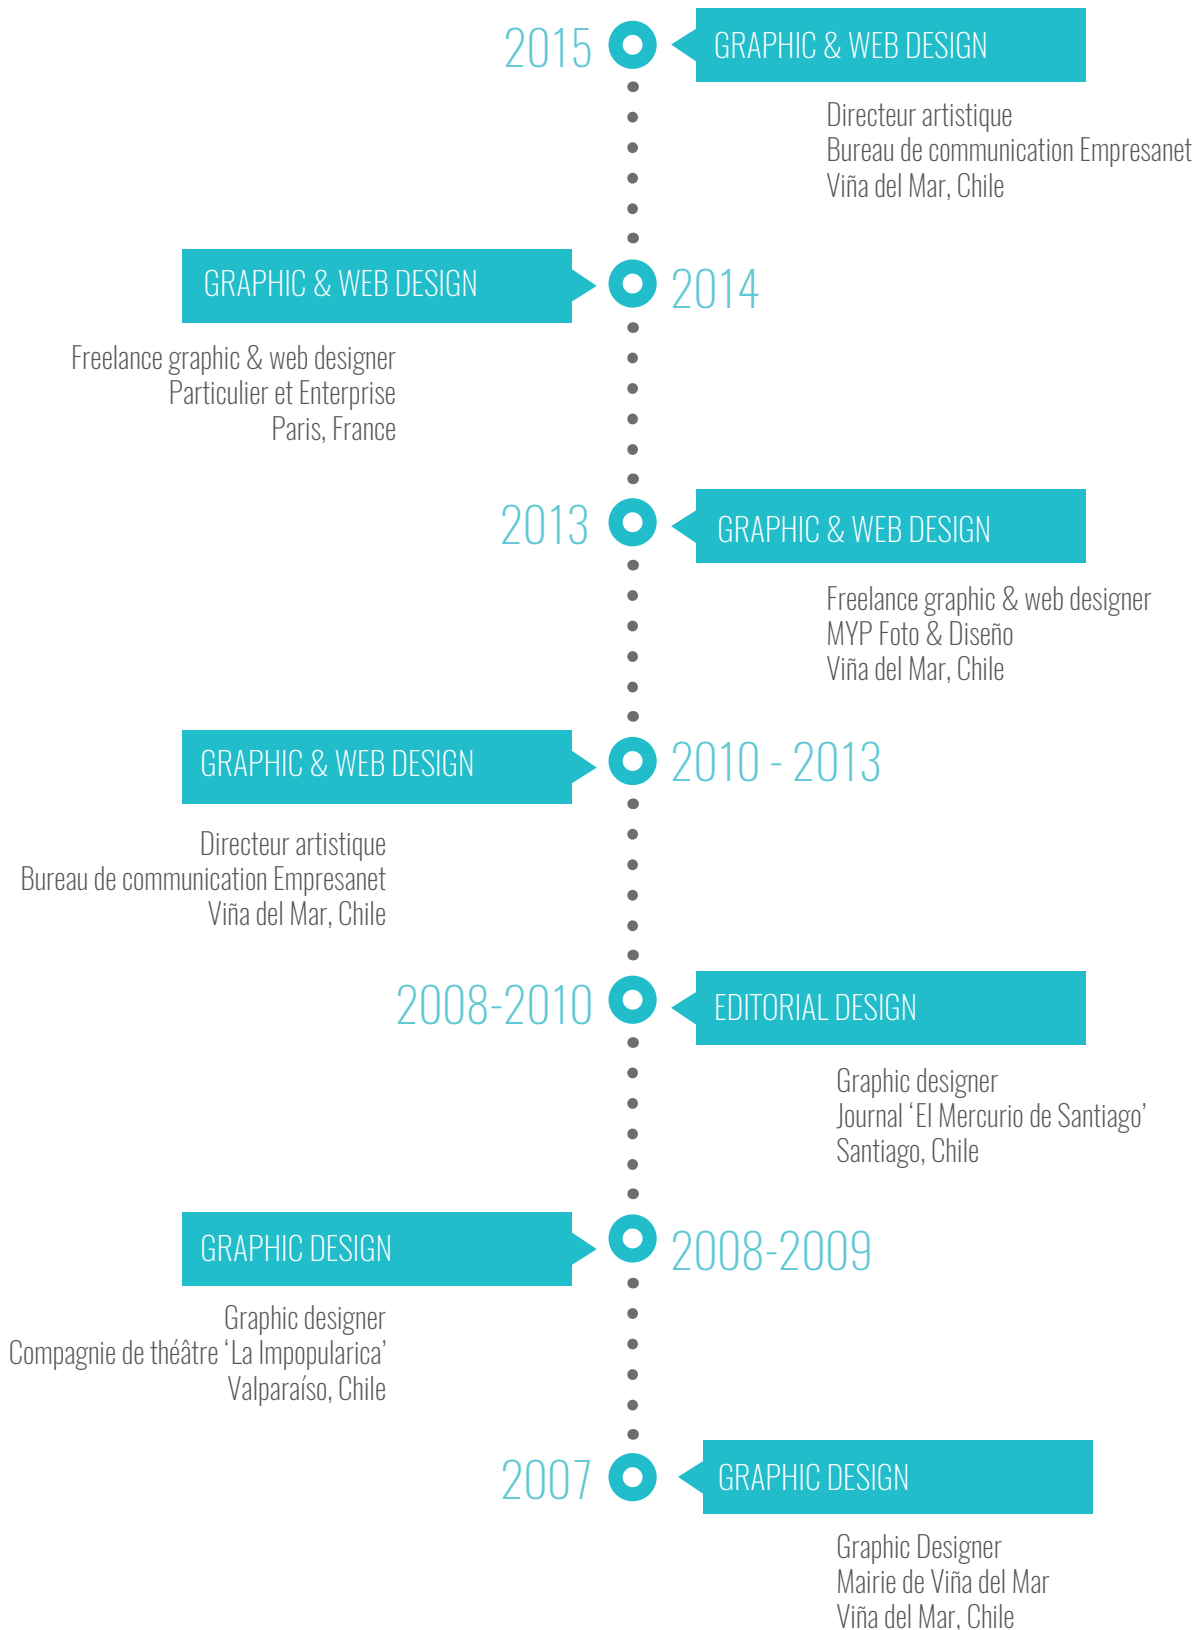 2015
GRAPHIC & WEB DESIGN
Directeur artistique
Bureau de communication Empresanet
Viña del Mar, Chile
GRAPHIC & WEB DESIGN
2014
Freelance graphic & web designer
Particulier et Enterprise
Paris, France
2013
GRAPHIC & WEB DESIGN
Freelance graphic & web designer
MYP Foto & Diseño
Viña del Mar, Chile
GRAPHIC & WEB DESIGN
2010 - 2013
Directeur artistique
Bureau de communication Empresanet
Viña del Mar, Chile
2008-2010
EDITORIAL DESIGN
Graphic designer
Journal ‘El Mercurio de Santiago’
Santiago, Chile
GRAPHIC DESIGN
2008-2009
Graphic designer
Compagnie de théâtre ‘La Impopularica’
Valparaíso, Chile
2007
GRAPHIC DESIGN
Graphic Designer
Mairie de Viña del Mar
Viña del Mar, Chile